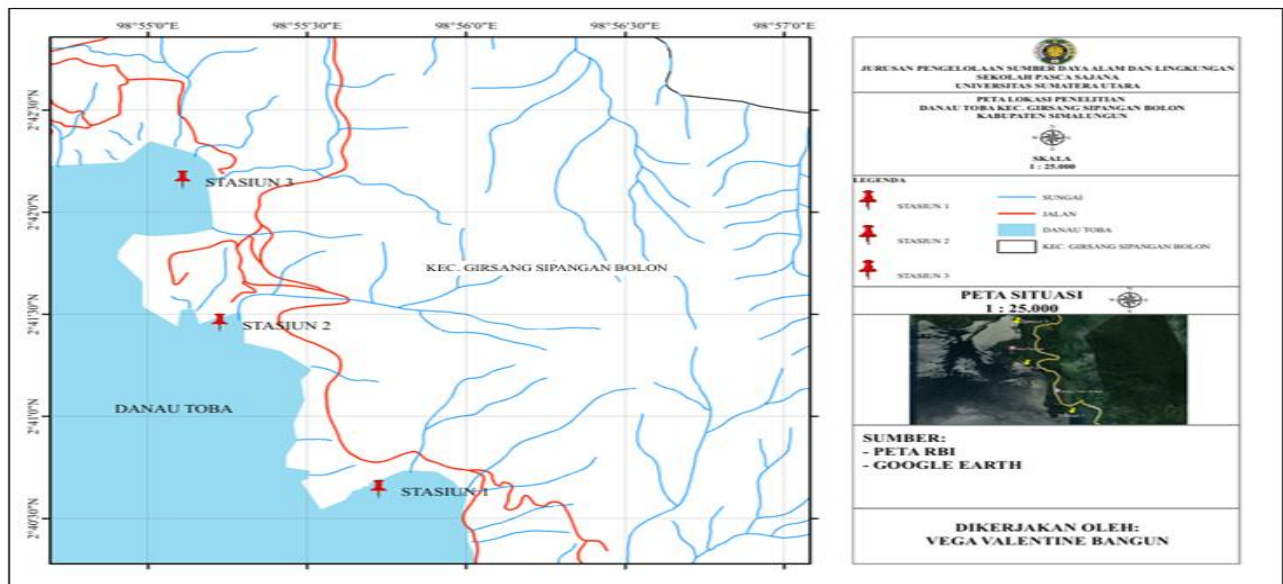 98°55'0"E 98°55'30"E 98°56'0"E 98°56'30"E 98°57'0"E
2°42'30"N
2°42'0"N
2°41'30"N
2°41'0"N
2°40'30"N
STASIUN 3
KEC. GIRSANG SIPANGAN BOLON
STASIUN 2
DANAU TOBA
STASIUN 1
JURUSAN PENGELOLAAN SUMBER DAYA ALAM DAN LINGKUNGAN
SEKOLAH PASCA SAJANA
UNIVERSITAS SUMATERA UTARA
PETA LOKASI PENELITIAN
DANAU TOBA KEC. GIRSANG SIPANGAN BOLON
KABUPATEN SIMALUNGUN
SKALA
1 : 25.000
LEGENDA
STASIUN 1
STASIUN 2
STASIUN 3
SUNGAI
JALAN
DANAU TOBA
KEC. GIRSANG SIPANGAN BOLON
PETA SITUASI
1 : 25.000
SUMBER:
- PETA RBI
- GOOGLE EARTH
DIKERJAKAN OLEH:
VEGA VALENTINE BANGUN